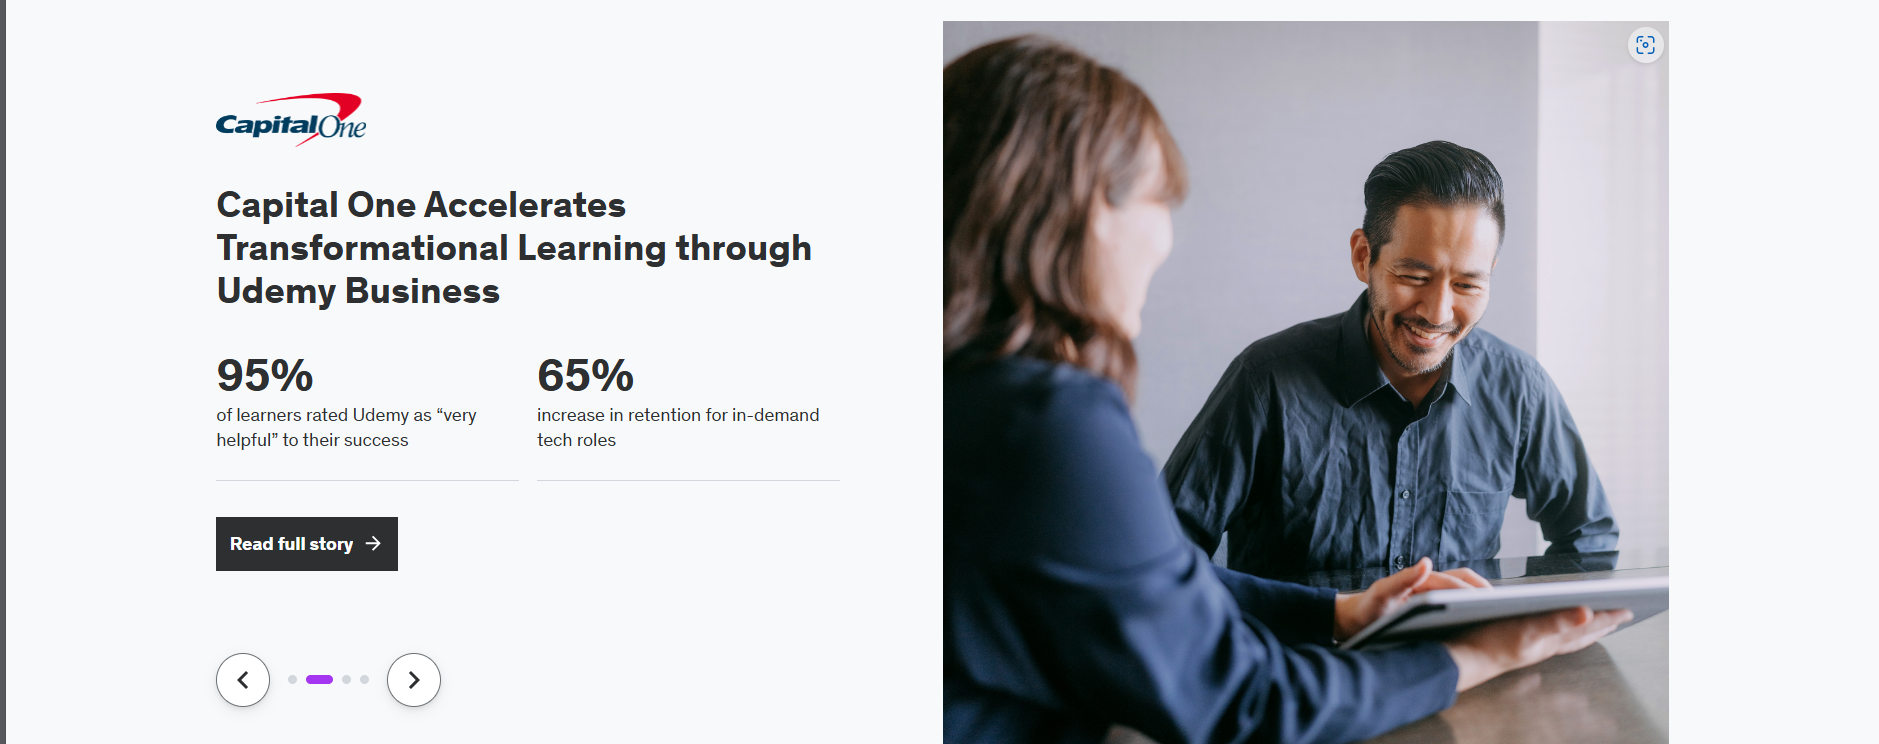 CapitalOne
Capital One Accelerates
Transformational Learning through
Udemy Business
95%
of learners rated Udemy as “very
helpful” to their success
65%
increase in retention for in-demand
tech roles
Read full story